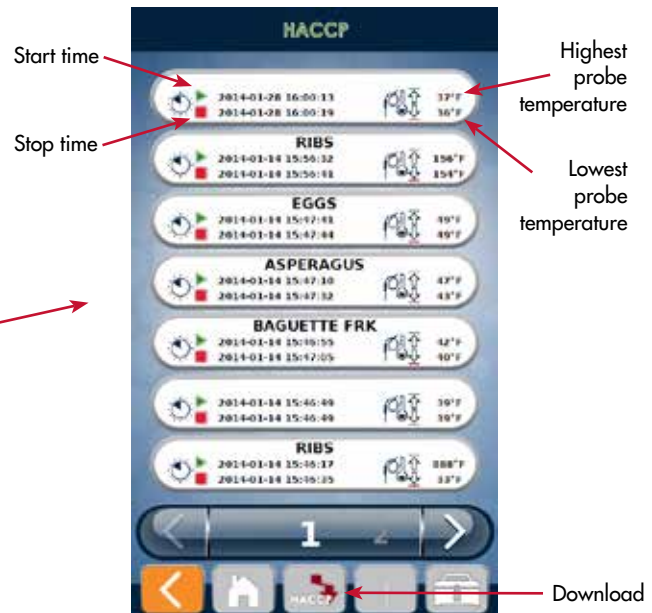 HACCP
Start time
Highest
probe
temperature
2014-01-28 16:00:13 37°F
2014-01-28 16:00:19 36°F
Stop time
RIBS
2014-01-14 15:56:32 156°F
2014-01-14 15:56:41 154°F
Lowest
probe
temperature
EGGS
2014-01-14 15:47:41 49°F
2014-01-14 15:47:44 49°F
ASPERAGUS
2014-01-14 15:47:10 47°F
2014-01-14 15:47:32 43°F
BAGUETTE FRK
2014-01-14 15:46:55 42°F
2014-01-14 15:47:05 40°F
2014-01-14 15:46:49 39°F
2014-01-14 15:46:49 39°F
RIBS
2014-01-14 15:46:17 888°F
2014-01-14 15:46:35 33°F
1 2
HACCP
Download